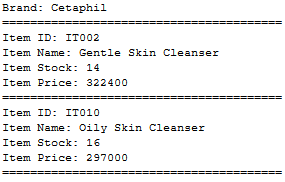 Brand: Cetaphil
========================================
Item ID: IT002
Item Name: Gentle Skin Cleanser
Item Stock: 14
Item Price: 322400
========================================
Item ID: IT010
Item Name: Oily Skin Cleanser
Item Stock: 16
Item Price: 297000
========================================